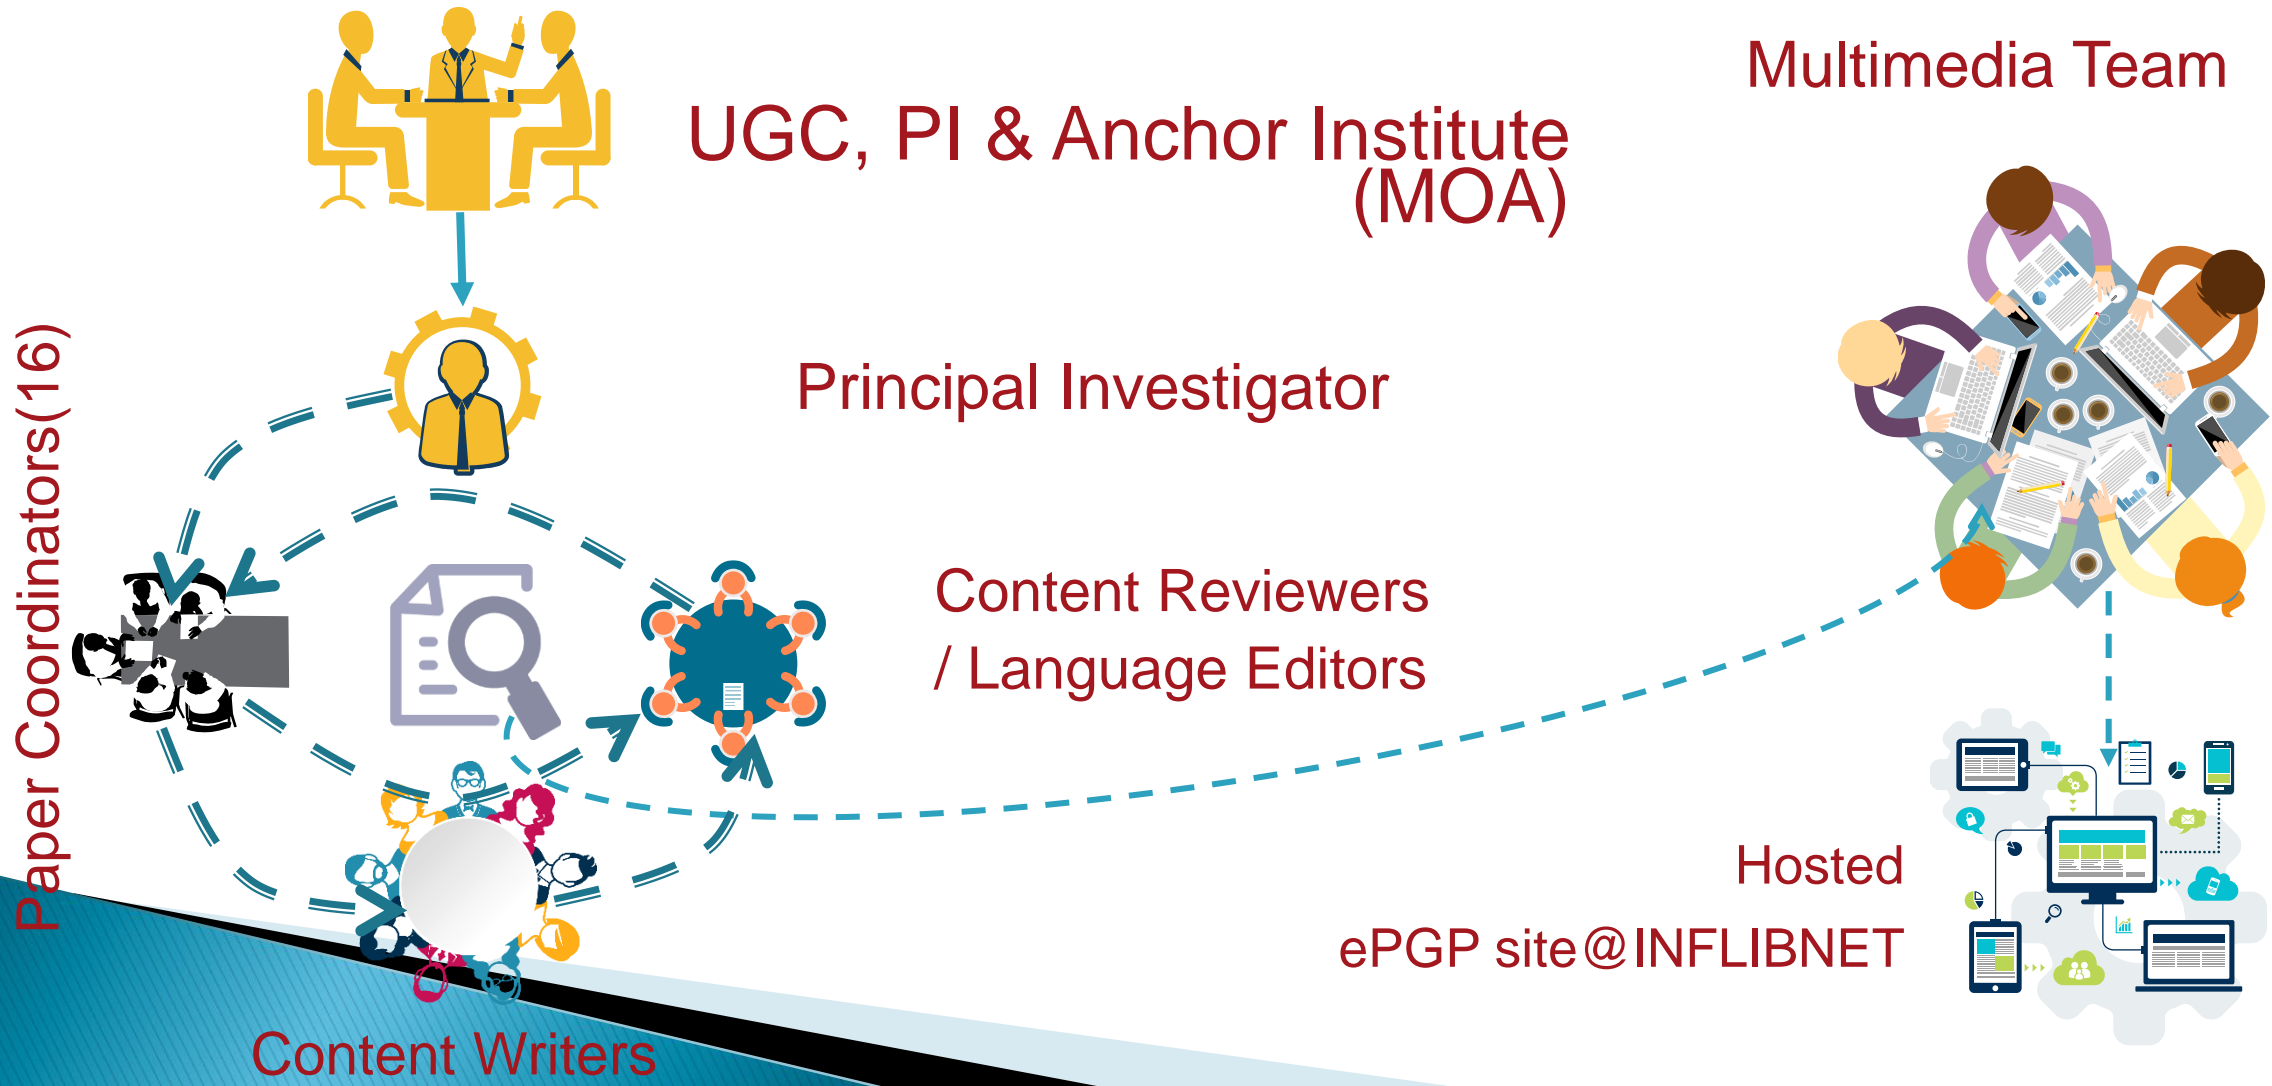 Multimedia Team
UGC, PI & Anchor Institute
(MOA)
Principal Investigator
Paper Coordinators(16)
Content Reviewers
/ Language Editors
Hosted
ePGP site@INFLIBNET
Content Writers